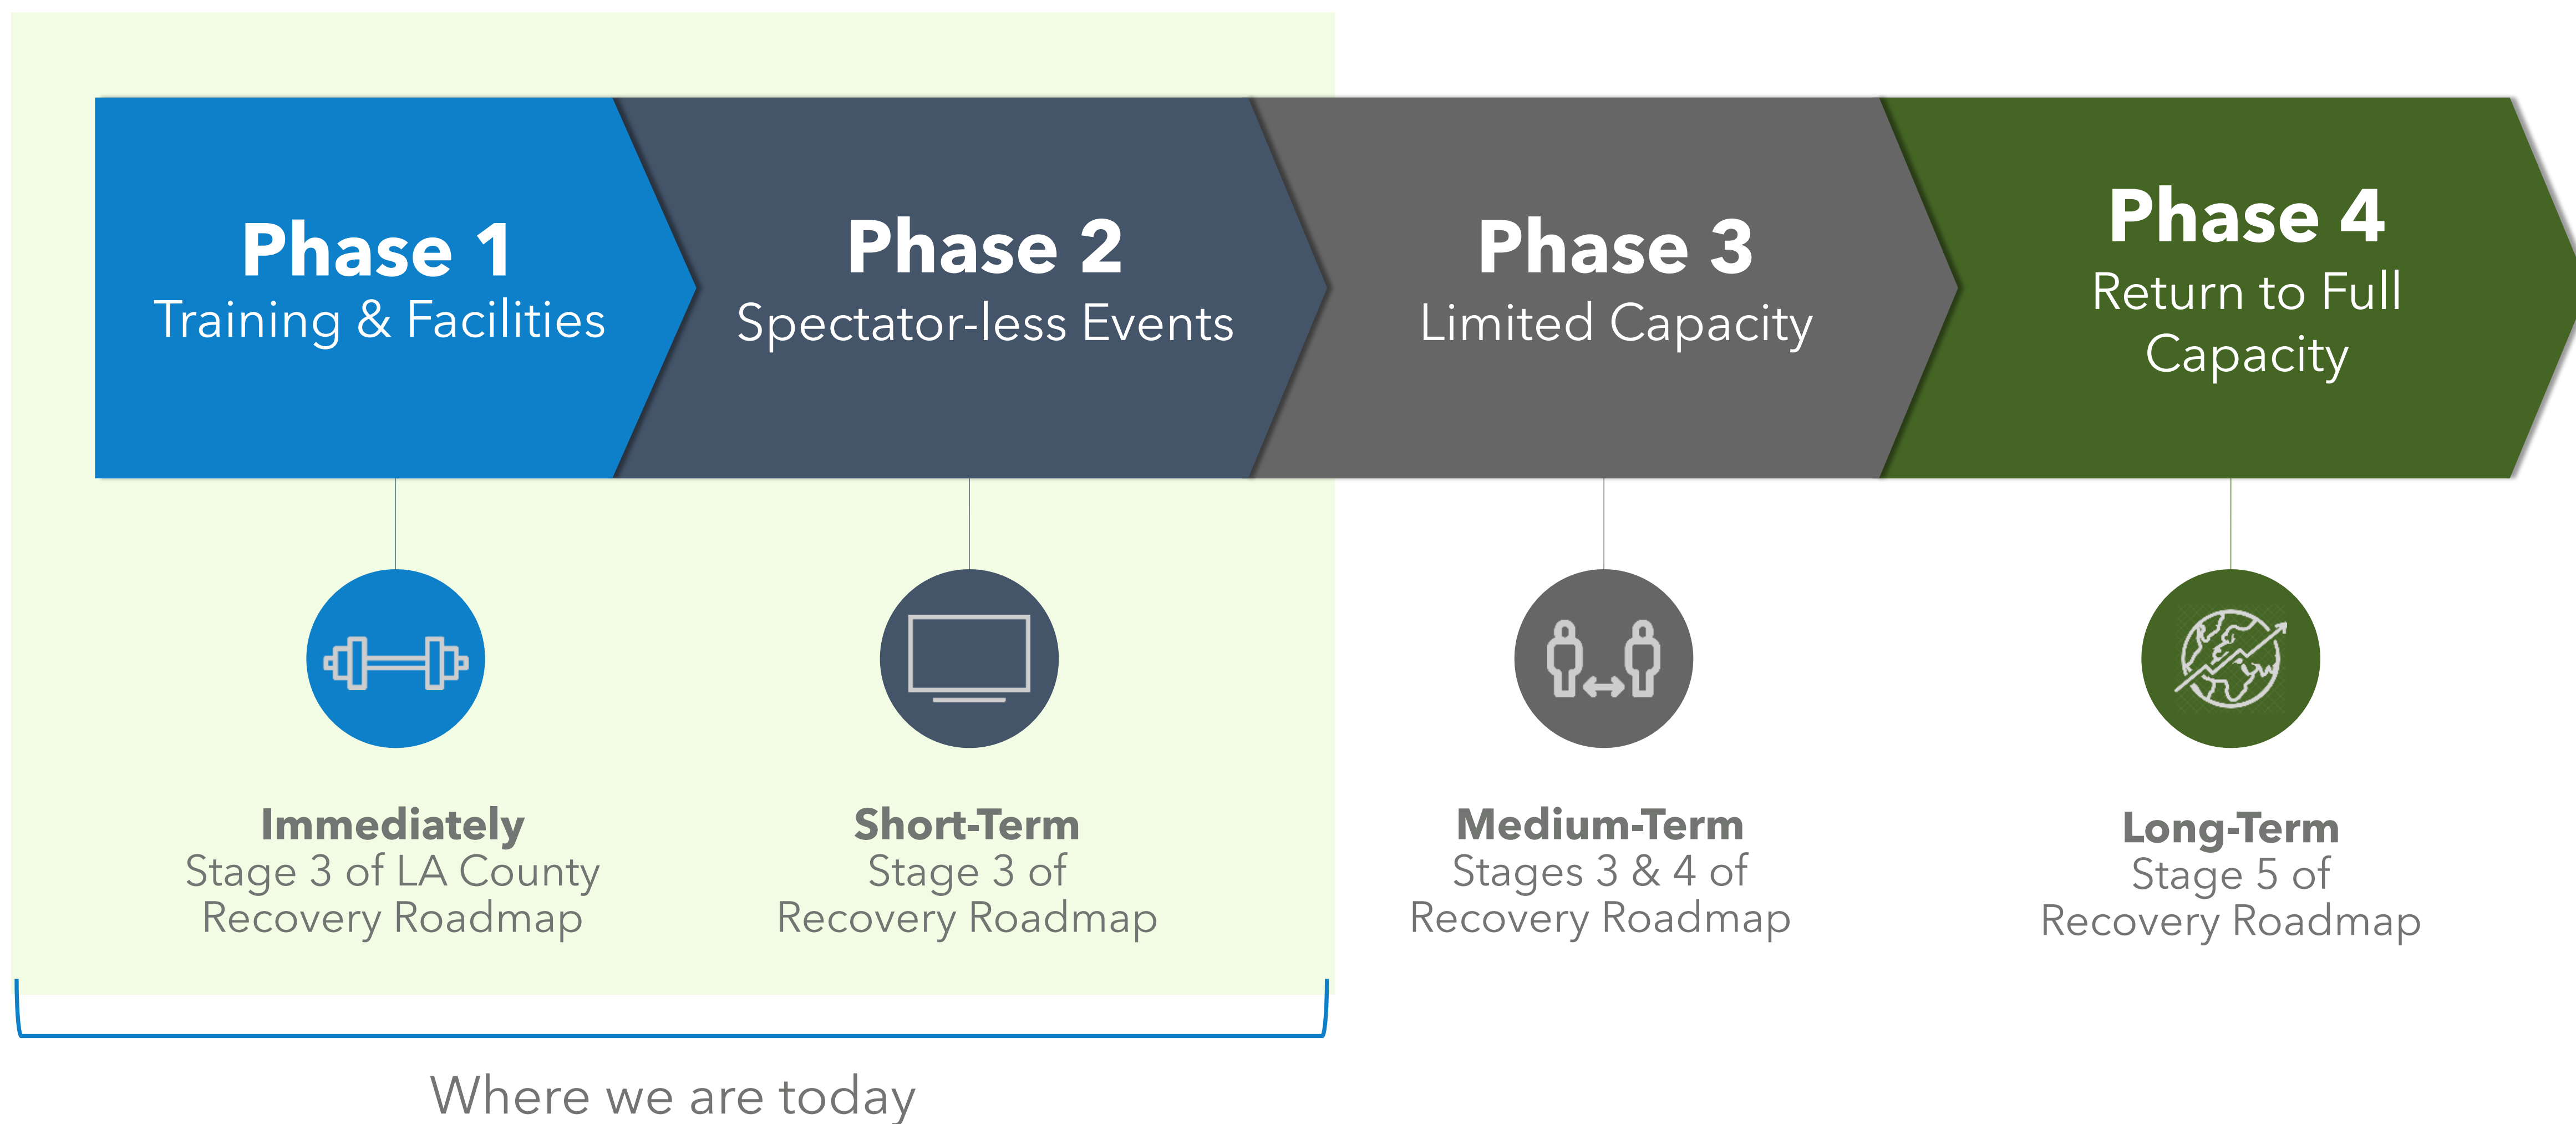 Phase 1
Training & Facilities
Phase 2
Spectator-less Events
Phase 3
Limited Capacity
Phase 4
Return to Full
Capacity
Immediately
Stage 3 of LA County
Recovery Roadmap
Short-Term
Stage 3 of
Recovery Roadmap
Medium-Term
Stages 3 & 4 of
Recovery Roadmap
Long-Term
Stage 5 of
Recovery Roadmap
Where we are today